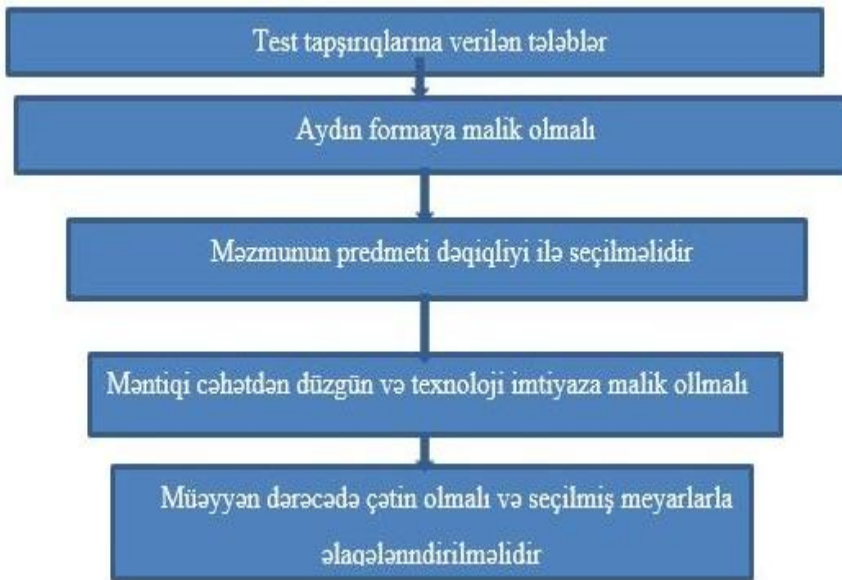 Test tapşırıqlarına verilən tələblər
Aydın formaya malik olmalı
Məzmunun predmeti dəqiqliyi ilə seçilməlidir
Məntiqi cəhətdən düzgün və texnoloji imtiyaza malik ollmalı
Müəyyən dərəcədə çətin olmalı və seçilmiş meyarlarla
əlaqələnndirilməlidir